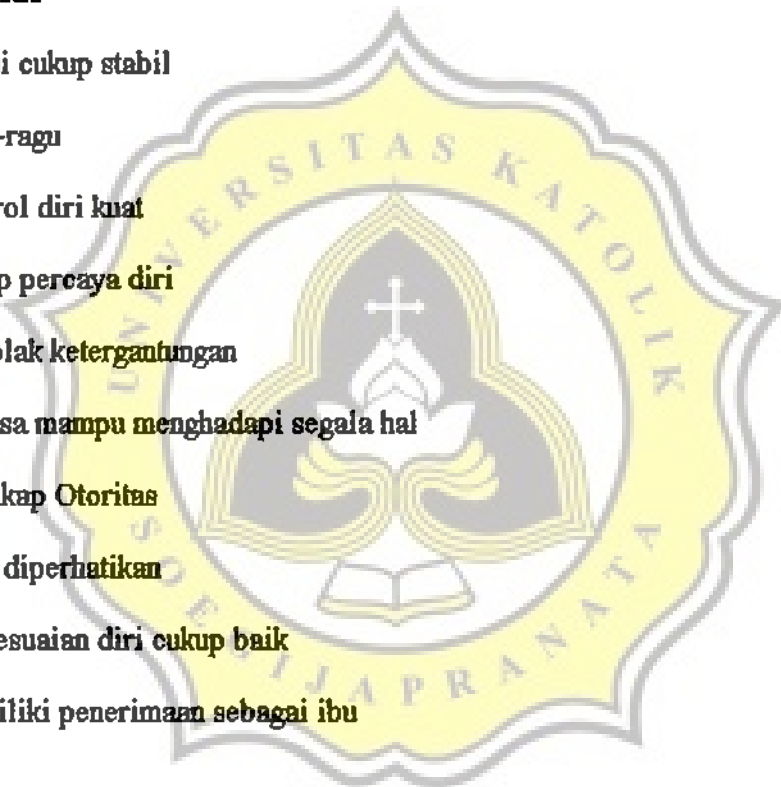 i cukup stabil
-ragu
rol diri kuat
p percaya diri
olak ketergantungan
sa mampu menghadapi segala hal
kap Otoritas
diperhatikan
esuaian diri cukup baik
iliki penerimaan sebagai ibu
UNIVERSITAS KATOLIK
SOEGIJAPRANATA